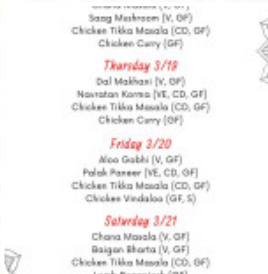 Saag Mushroom (V, GF)
Chicken Tikka Masala (CD, GF)
Chicken Curry (GF)
Thursday 3/19
Dal Makhani (V, GF)
Navratan Korma (VE, CD, GF)
Chicken Tikka Masala (CD, GF)
Chicken Curry (GF)
Friday 3/20
Aloo Gobhi (V, GF)
Palak Paneer (VE, CD, GF)
Chicken Tikka Masala (CD, GF)
Chicken Vindaloo (GF, S)
Saturday 3/21
Chana Masala (V, GF)
Baigan Bharta (V, GF)
Chicken Tikka Masala (CD, GF)